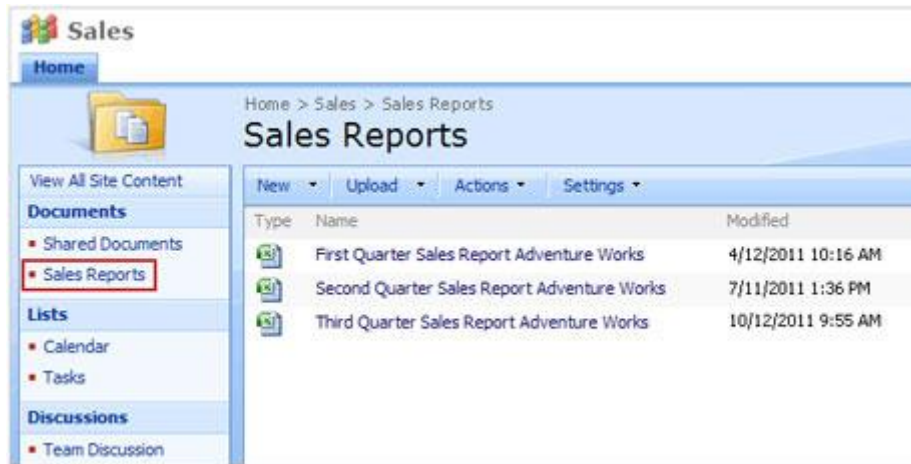 Sales
Home
Home > Sales > Sales Reports
Sales Reports
View All Site Content
Documents
Shared Documents
Sales Reports
Lists
Calendar
Tasks
Discussions
Team Discussion
New Upload Actions Settings
Type Name Modified
First Quarter Sales Report Adventure Works 4/12/2011 10:16 AM
Second Quarter Sales Report Adventure Works 7/11/2011 1:36 PM
Third Quarter Sales Report Adventure Works 10/12/2011 9:55 AM